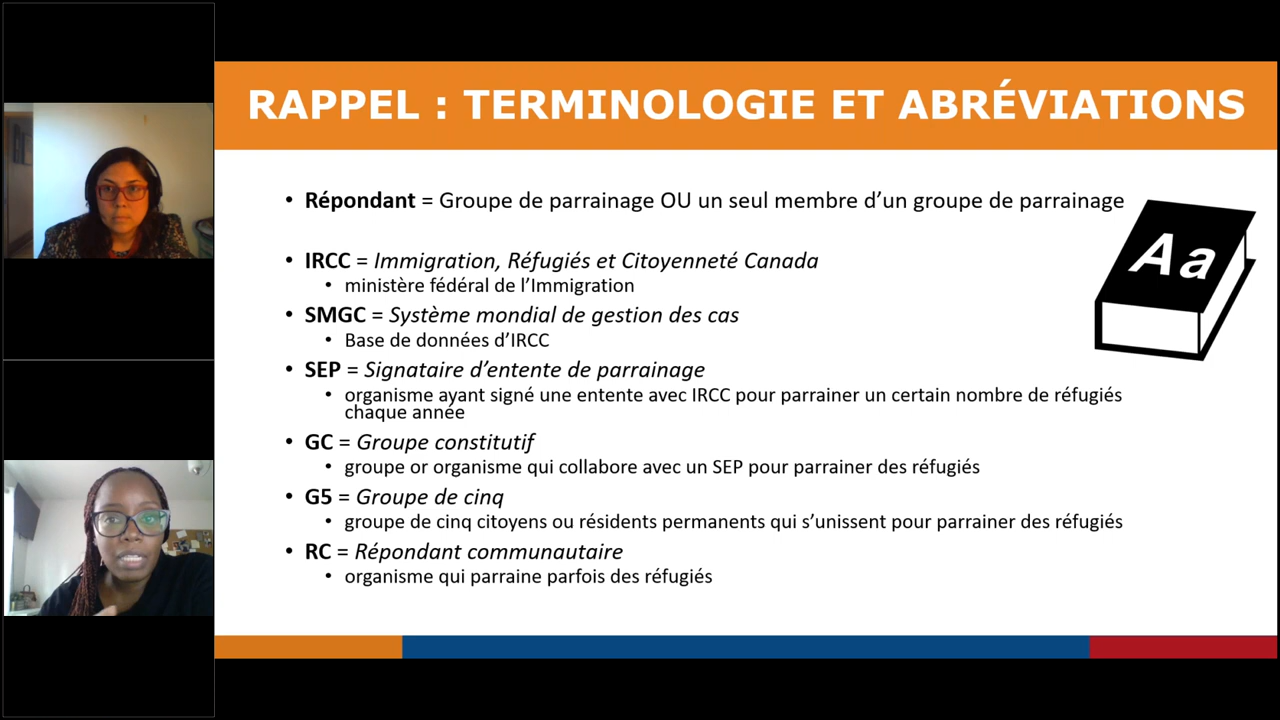 RAPPEL : TERMINOLOGIE ET ABRÉVIATIONS
• Répondant = Groupe de parrainage OU un seul membre d’un groupe de parrainage
Aa
• IRCC = Immigration, Réfugiés et Citoyenneté Canada
• ministère fédéral de l’Immigration
• SMGC = Système mondial de gestion des cas
• Base de données d’IRCC
• SEP = Signataire d’entente de parrainage
• organisme ayant signé une entente avec IRCC pour parrainer un certain nombre de réfugiés
chaque année
• GC = Groupe constitutif
• groupe or organisme qui collabore avec un SEP pour parrainer des réfugiés
• G5 = Groupe de cinq
• groupe de cinq citoyens ou résidents permanents qui s’unissent pour parrainer des réfugiés
• RC = Répondant communautaire
• organisme qui parraine parfois des réfugiés